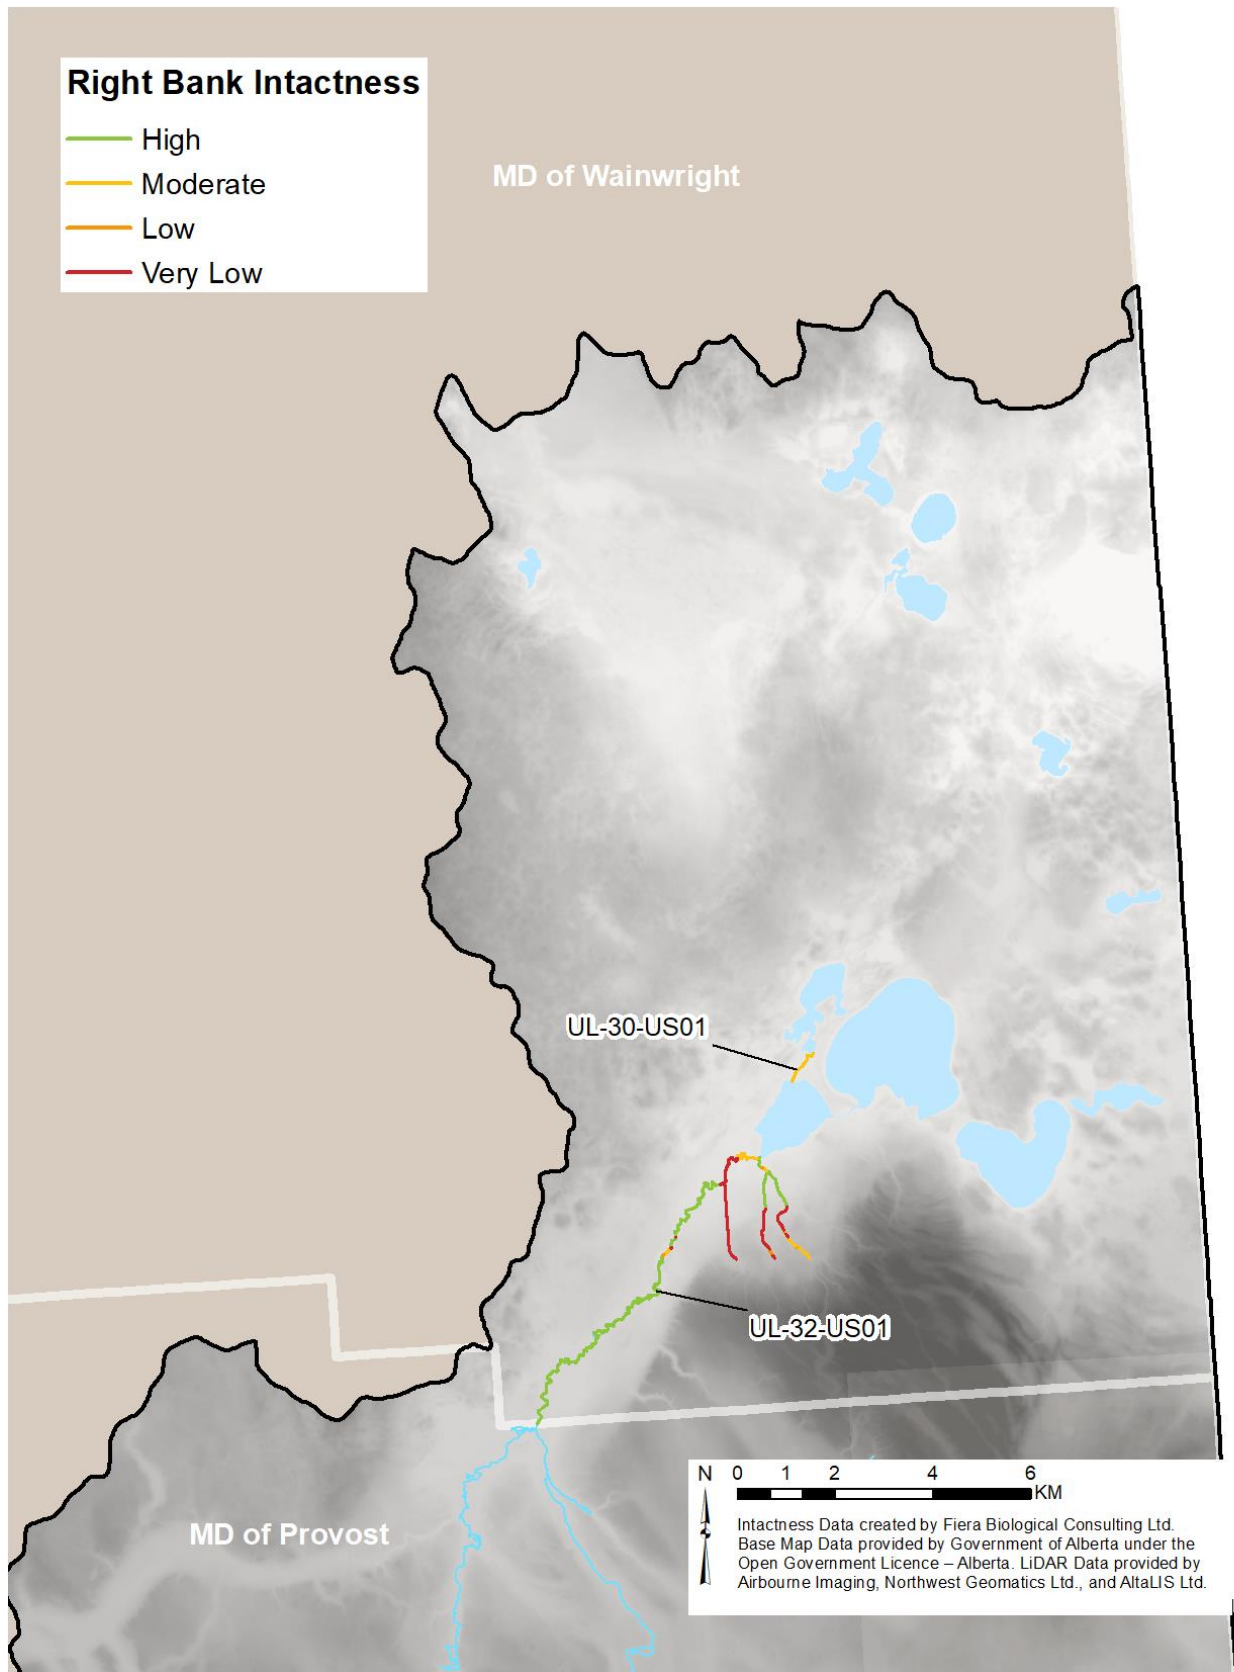 Right Bank Intactness
High
Moderate
Low
Very Low
MD of Wainwright
UL-30-US01
UL-32-US01
MD of Provost
N 0 1 2 4 6
KM
Intactness Data created by Fiera Biological Consulting Ltd.
Base Map Data provided by Government of Alberta under the
Open Government Licence – Alberta. LiDAR Data provided by
Airbourne Imaging, Northwest Geomatics Ltd., and AltaLIS Ltd.